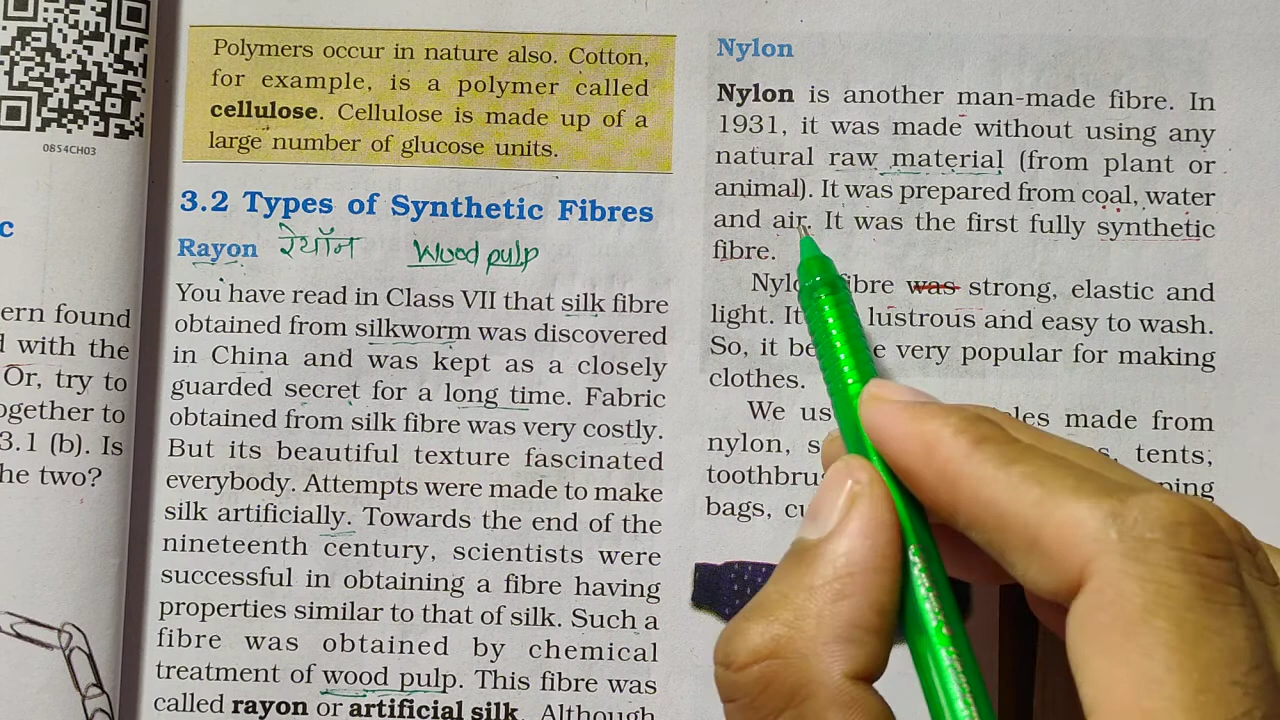 0854CH03
c
ern found
d with the
Or, try to
ogether to
3.1 (b). Is
he two?
Polymers occur in nature also. Cotton,
for example, is a polymer called
cellulose. Cellulose is made up of a
large number of glucose units.
3.2 Types of Synthetic Fibres
Rayon रेयॉन Wood pulp
You have read in Class VII that silk fibre
obtained from silkworm was discovered
in China and was kept as a closely
guarded secret for a long time. Fabric
obtained from silk fibre was very costly.
But its beautiful texture fascinated
everybody. Attempts were made to make
silk artificially. Towards the end of the
nineteenth century, scientists were
successful in obtaining a fibre having
properties similar to that of silk. Such a
fibre was obtained by chemical
treatment of wood pulp. This fibre was
called rayon or artificial silk. Although
Nylon
Nylon is another man-made fibre. In
1931, it was made without using any
natural raw material (from plant or
animal). It was prepared from coal, water
and air. It was the first fully synthetic
fibre.
fibre was strong, elastic and
light. It lustrous and easy to wash.
So, it very popular for making
clothes.
We made from
nylon, tents,
bags,